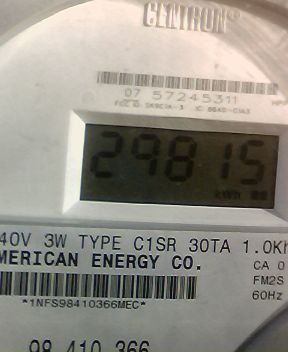 CENTRON®
07 57245311
29815
kWh
40V 3W TYPE C1SR 30TA 1.0Kh
MERICAN ENERGY CO.
CA 0
FM2S
60Hz
*1NFS98410366MEC*
98 410 366